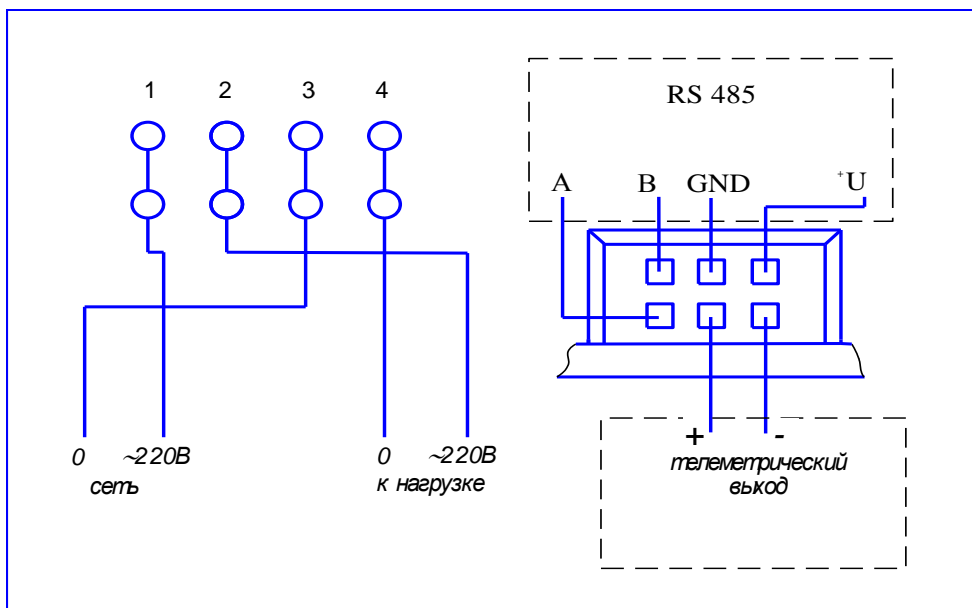 1 2 3 4
RS 485
A B GND +U
0 ~220В
сеть
0 ~220В
к нагрузке
+ -
телеметрический
выход